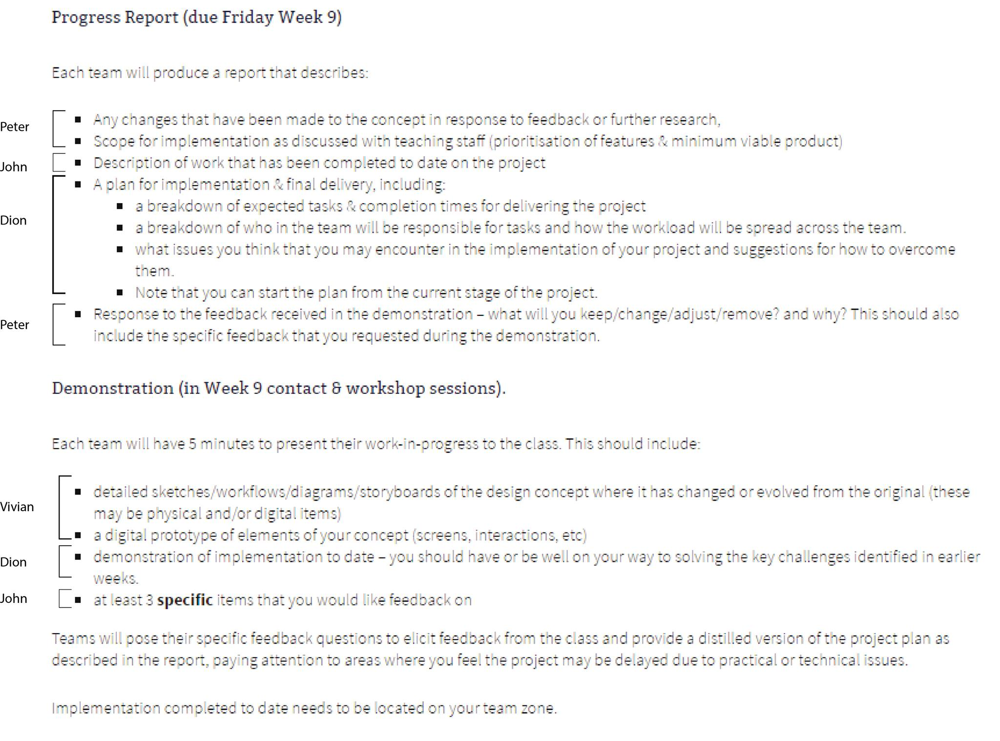 Progress Report (due Friday Week 9)
Each team will produce a report that describes:
Peter
▪ Any changes that have been made to the concept in response to feedback or further research,
▪ Scope for implementation as discussed with teaching staff (prioritisation of features & minimum viable product)
John
▪ Description of work that has been completed to date on the project
Dion
▪ A plan for implementation & final delivery, including:
▪ a breakdown of expected tasks & completion times for delivering the project
▪ a breakdown of who in the team will be responsible for tasks and how the workload will be spread across the team.
▪ what issues you think that you may encounter in the implementation of your project and suggestions for how to overcome
them.
▪ Note that you can start the plan from the current stage of the project.
Peter
▪ Response to the feedback received in the demonstration – what will you keep/change/adjust/remove? and why? This should also
include the specific feedback that you requested during the demonstration.
Demonstration (in Week 9 contact & workshop sessions).
Each team will have 5 minutes to present their work-in-progress to the class. This should include:
Vivian
▪ detailed sketches/workflows/diagrams/storyboards of the design concept where it has changed or evolved from the original (these
may be physical and/or digital items)
▪ a digital prototype of elements of your concept (screens, interactions, etc)
Dion
▪ demonstration of implementation to date – you should have or be well on your way to solving the key challenges identified in earlier
weeks.
John
▪ at least 3 specific items that you would like feedback on
Teams will pose their specific feedback questions to elicit feedback from the class and provide a distilled version of the project plan as
described in the report, paying attention to areas where you feel the project may be delayed due to practical or technical issues.
Implementation completed to date needs to be located on your team zone.